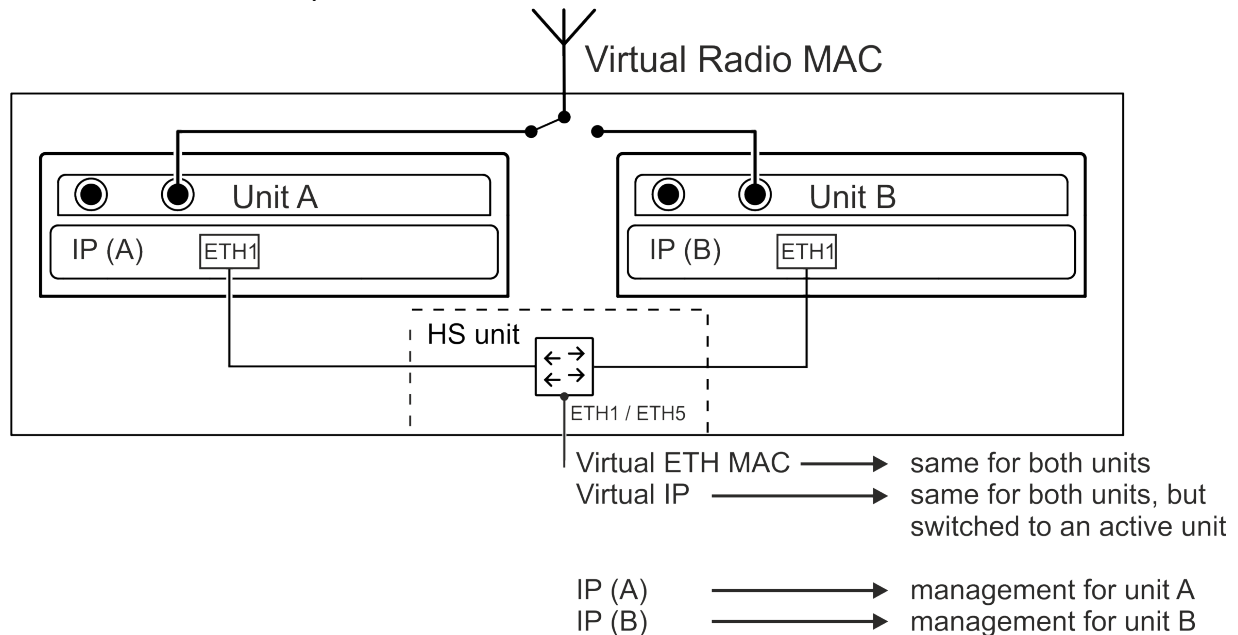 Virtual Radio MAC
Unit A
Unit B
IP (A)
ETH1
IP (B)
ETH1
HS unit
ETH1 / ETH5
Virtual ETH MAC same for both units
Virtual IP same for both units, but
switched to an active unit
IP (A) management for unit A
IP (B) management for unit B